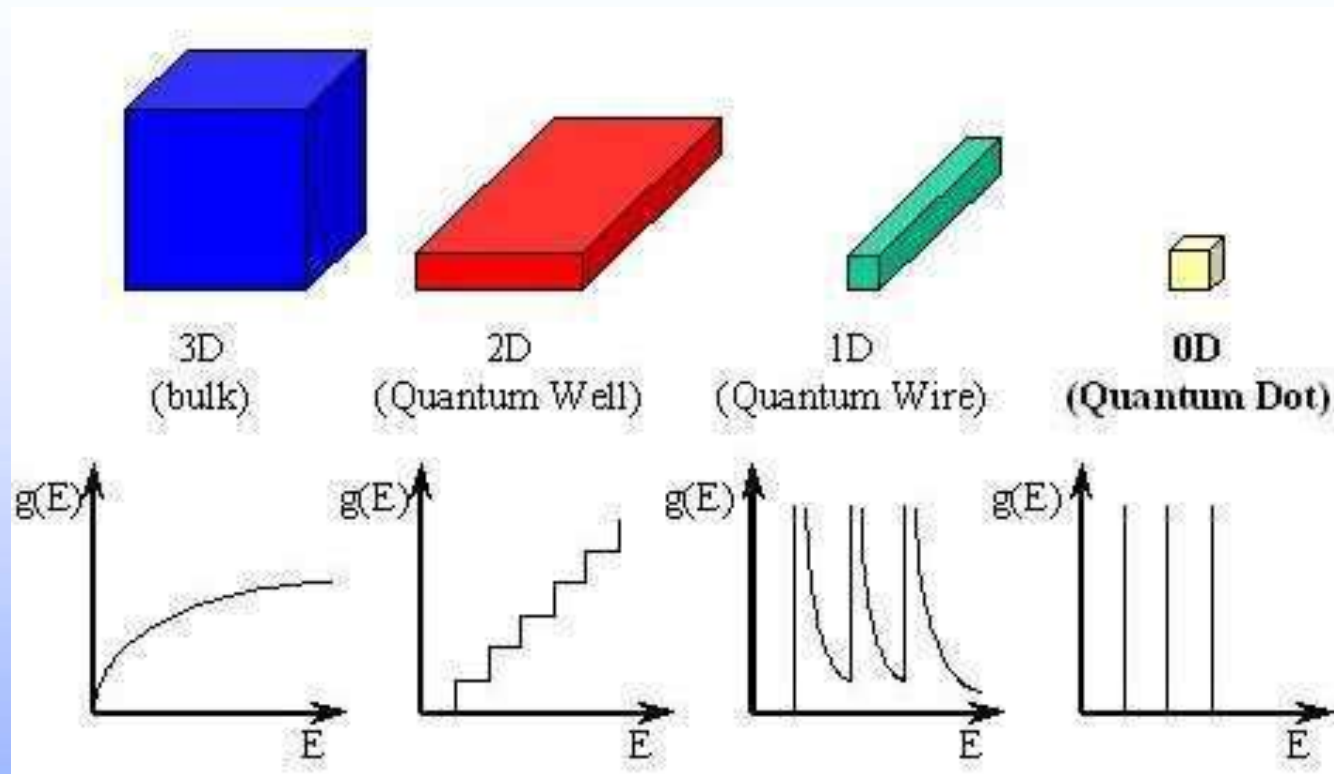 3D
(bulk)
2D
(Quantum Well)
1D
(Quantum Wire)
0D
(Quantum Dot)
g(E)
E
g(E)
E
g(E)
E
g(E)
E